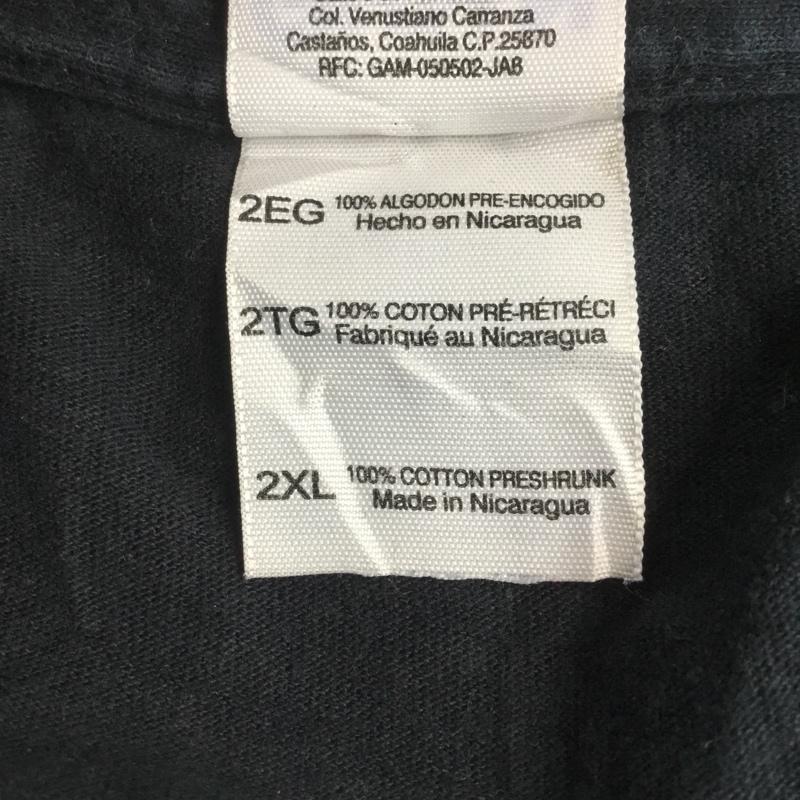 Col. Venustiano Carranza
Castaños, Coahuila C.P.25870
RFC: GAM-050502-JA6
2EG 100% ALGODON PRE-ENCOGIDO
Hecho en Nicaragua
2TG 100% COTON PRÉ-RÉTRÉCI
Fabriqué au Nicaragua
2XL 100% COTTON PRESHRUNK
Made in Nicaragua